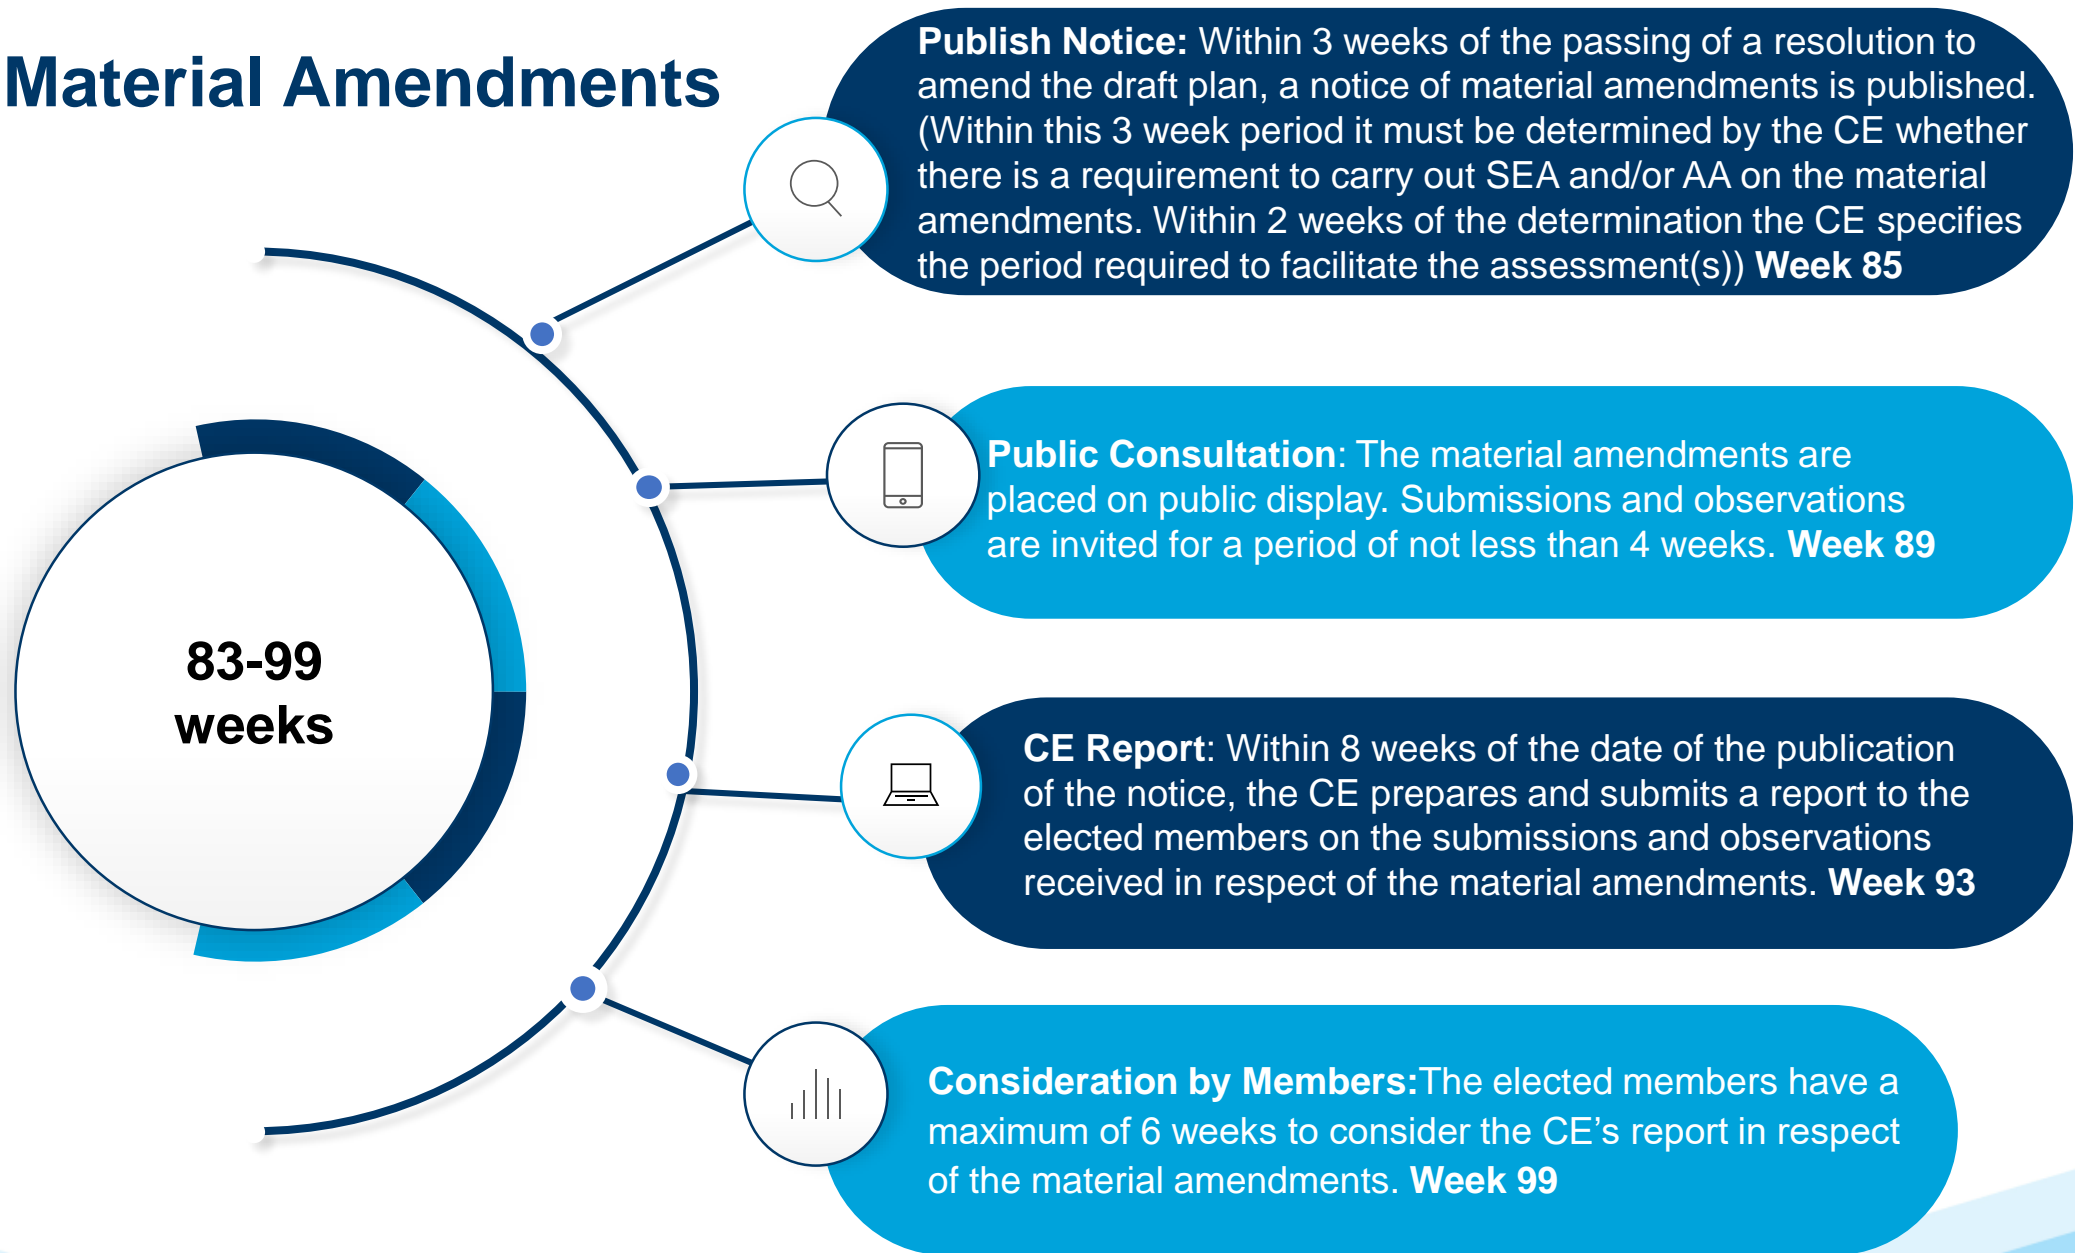 Material Amendments
Publish Notice: Within 3 weeks of the passing of a resolution to
amend the draft plan, a notice of material amendments is published.
(Within this 3 week period it must be determined by the CE whether
there is a requirement to carry out SEA and/or AA on the material
amendments. Within 2 weeks of the determination the CE specifies
the period required to facilitate the assessment(s)) Week 85
Public Consultation: The material amendments are
placed on public display. Submissions and observations
are invited for a period of not less than 4 weeks. Week 89
83-99
weeks
CE Report: Within 8 weeks of the date of the publication
of the notice, the CE prepares and submits a report to the
elected members on the submissions and observations
received in respect of the material amendments. Week 93
Consideration by Members:The elected members have a
maximum of 6 weeks to consider the CE's report in respect
of the material amendments. Week 99